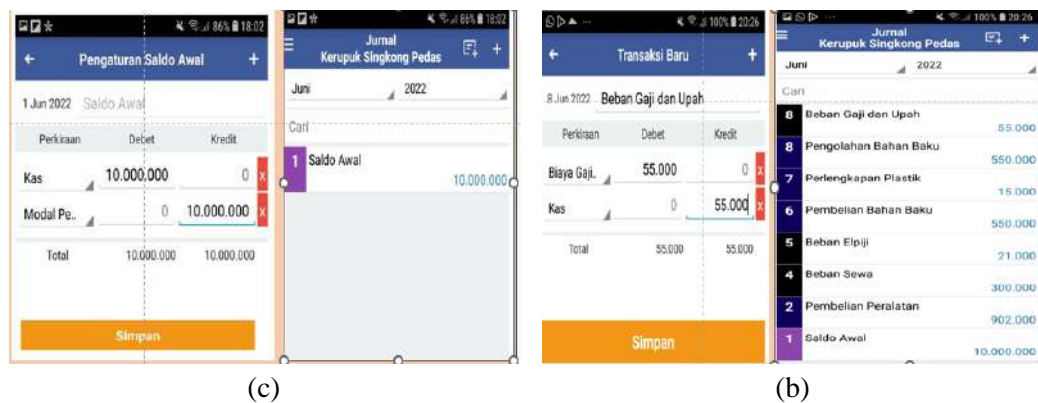 86% 18:02
Pengaturan Saldo Awal +
1 Jun 2022 Saldo Awal
Perkiraan Debet Kredit
Kas 10.000.000 0 x
Modal Pe.. 0 10.000.000 x
Total 10.000.000 10.000.000
Simpan
86% 18:02
Jurnal
Kerupuk Singkong Pedas
+
Juni 2022
Cari
1 Saldo Awal
10.000.000
(c)
100% 20:26
Transaksi Baru +
8 Jun 2022 Beban Gaji dan Upah
Perkiraan Debet Kredit
Biaya Gaji.. 55.000 0 x
Kas 0 55.000 x
Total 55.000 55.000
Simpan
100% 20:26
Jurnal
Kerupuk Singkong Pedas
+
Juni 2022
Cari
8 Beban Gaji dan Upah
55.000
8 Pengolahan Bahan Baku
550.000
7 Perlengkapan Plastik
15.000
6 Pembelian Bahan Baku
550.000
5 Beban Elpiji
21.000
4 Beban Sewa
300.000
2 Pembelian Peralatan
902.000
1 Saldo Awal
10.000.000
(b)